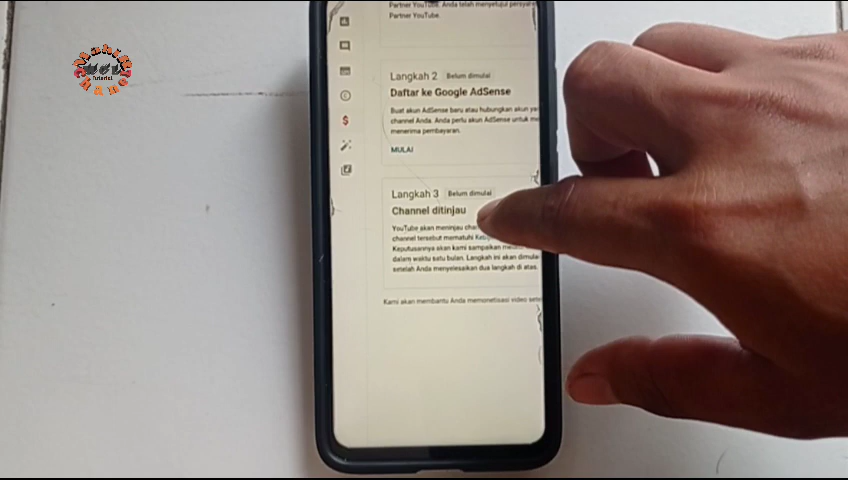 Partner YouTube. Anda telah menyetujui persyar
Partner YouTube.
Langkah 2 Belum dimulai
Daftar ke Google AdSense
Buat akun AdSense baru atau hubungkan akun ya
channel Anda. Anda perlu akun AdSense untuk me
menerima pembayaran.
MULAI
Langkah 3 Belum dimulai
Channel ditinjau
YouTube akan meninjau
channel tersebut mematuhi
Keputusannya akan kami sampaikan
dalam waktu satu bulan. Langkah ini akan dimulai
setelah Anda menyelesaikan dua langkah di atas.
Kami akan membantu Anda memonetisasi video sete
Tutorial